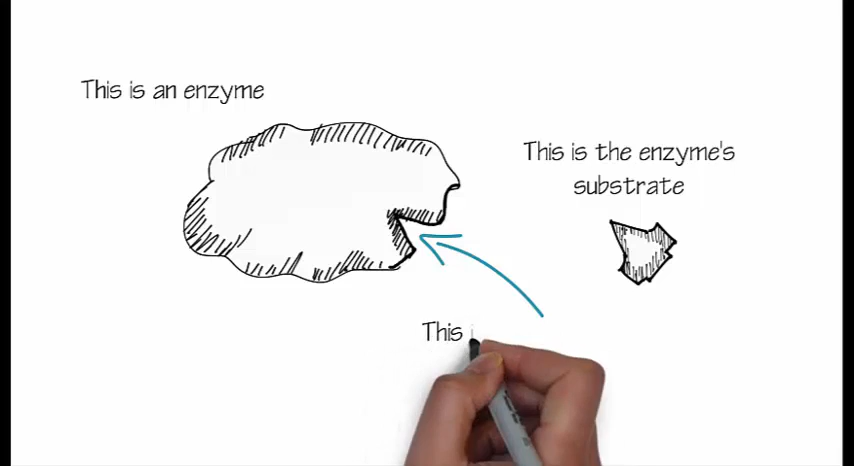 This is an enzyme
This is the enzyme's
substrate
This